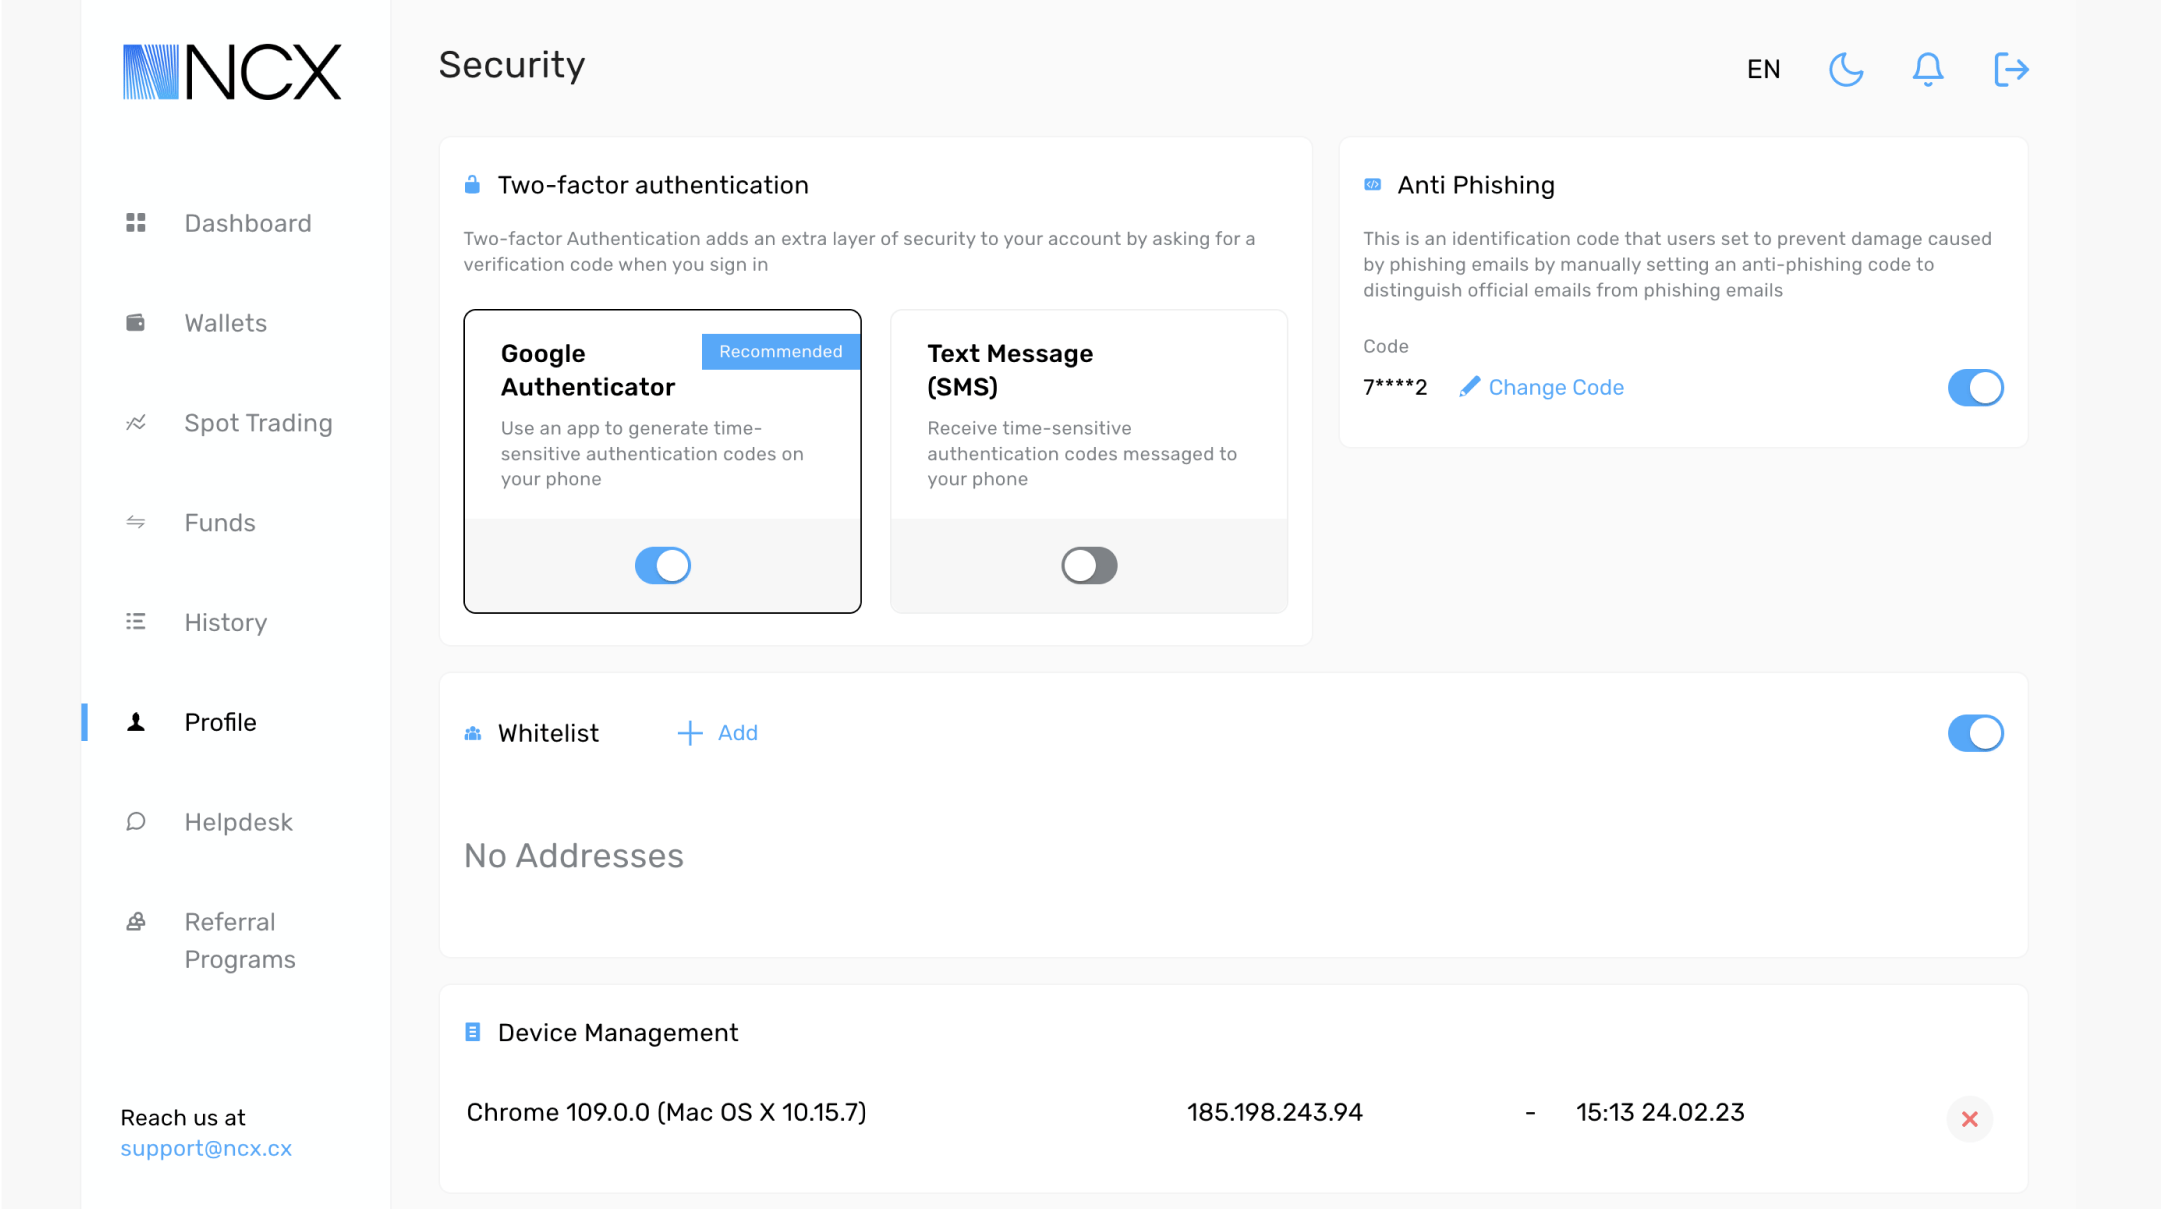 NCX
Security
EN
Dashboard
Wallets
Spot Trading
Funds
History
Profile
Helpdesk
Referral
Programs
Reach us at
support@ncx.cx
Two-factor authentication
Two-factor Authentication adds an extra layer of security to your account by asking for a
verification code when you sign in
Google
Authenticator
Recommended
Use an app to generate time-
sensitive authentication codes on
your phone
Text Message
(SMS)
Receive time-sensitive
authentication codes messaged to
your phone
Anti Phishing
This is an identification code that users set to prevent damage caused
by phishing emails by manually setting an anti-phishing code to
distinguish official emails from phishing emails
Code
7****2 Change Code
Whitelist Add
No Addresses
Device Management
Chrome 109.0.0 (Mac OS X 10.15.7) 185.198.243.94 - 15:13 24.02.23